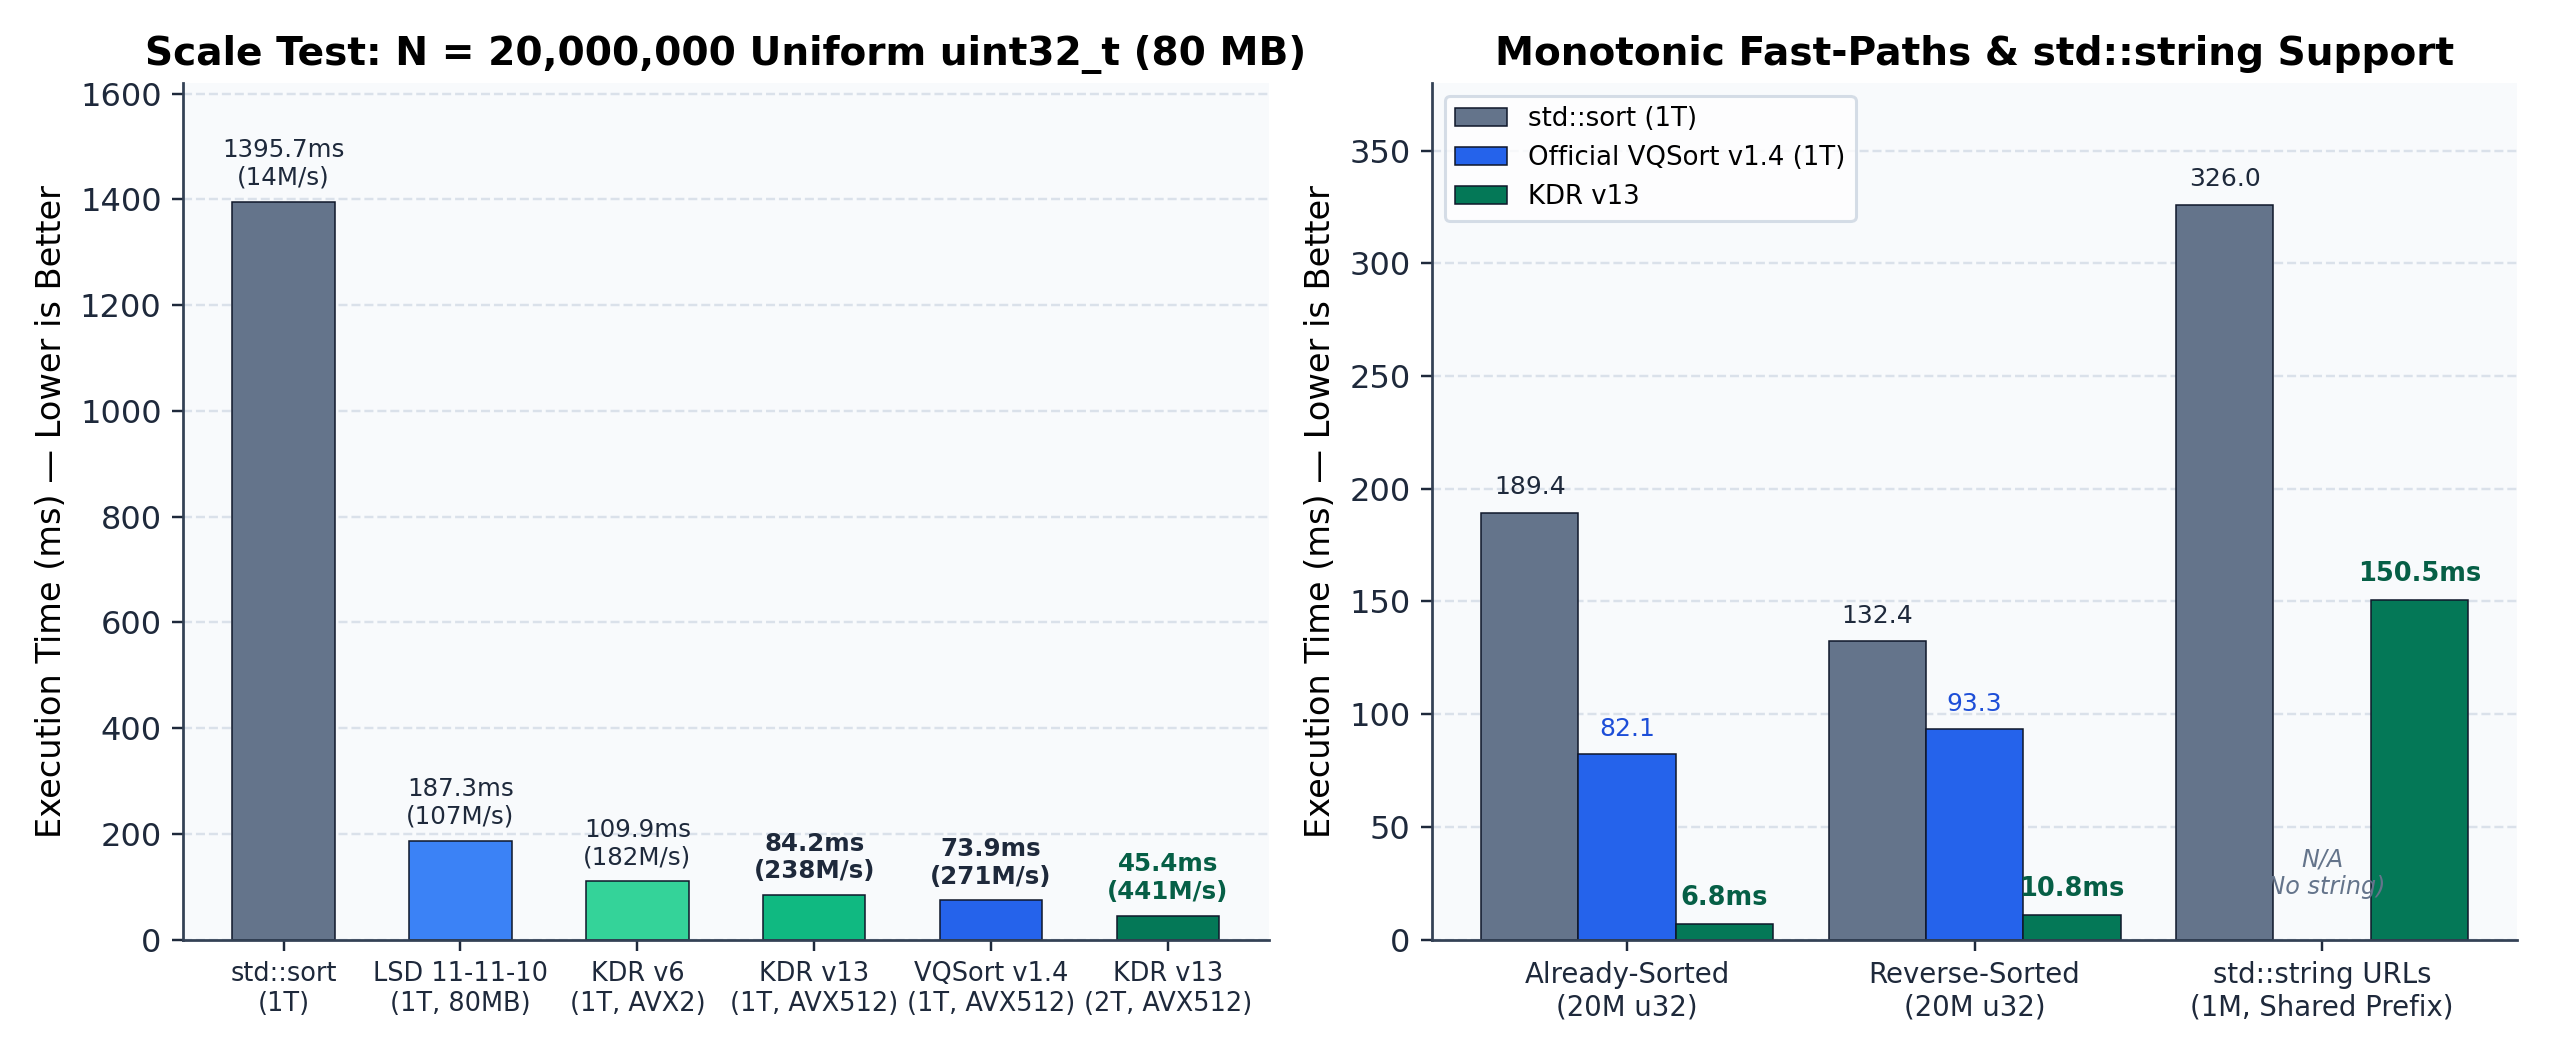 Scale Test: N = 20,000,000 Uniform uint32_t (80 MB)
Execution Time (ms) — Lower is Better
1600
1400
1200
1000
800
600
400
200
0
1395.7ms
(14M/s)
187.3ms
(107M/s)
109.9ms
(182M/s)
84.2ms
(238M/s)
73.9ms
(271M/s)
45.4ms
(441M/s)
std::sort
(1T)
LSD 11-11-10
(1T, 80MB)
KDR v6
(1T, AVX2)
KDR v13
(1T, AVX512)
VQSort v1.4
(1T, AVX512)
KDR v13
(2T, AVX512)
Monotonic Fast-Paths & std::string Support
Execution Time (ms) — Lower is Better
350
300
250
200
150
100
50
0
std::sort (1T)
Official VQSort v1.4 (1T)
KDR v13
189.4
82.1
6.8ms
132.4
93.3
10.8ms
326.0
N/A
No string)
150.5ms
Already-Sorted
(20M u32)
Reverse-Sorted
(20M u32)
std::string URLs
(1M, Shared Prefix)